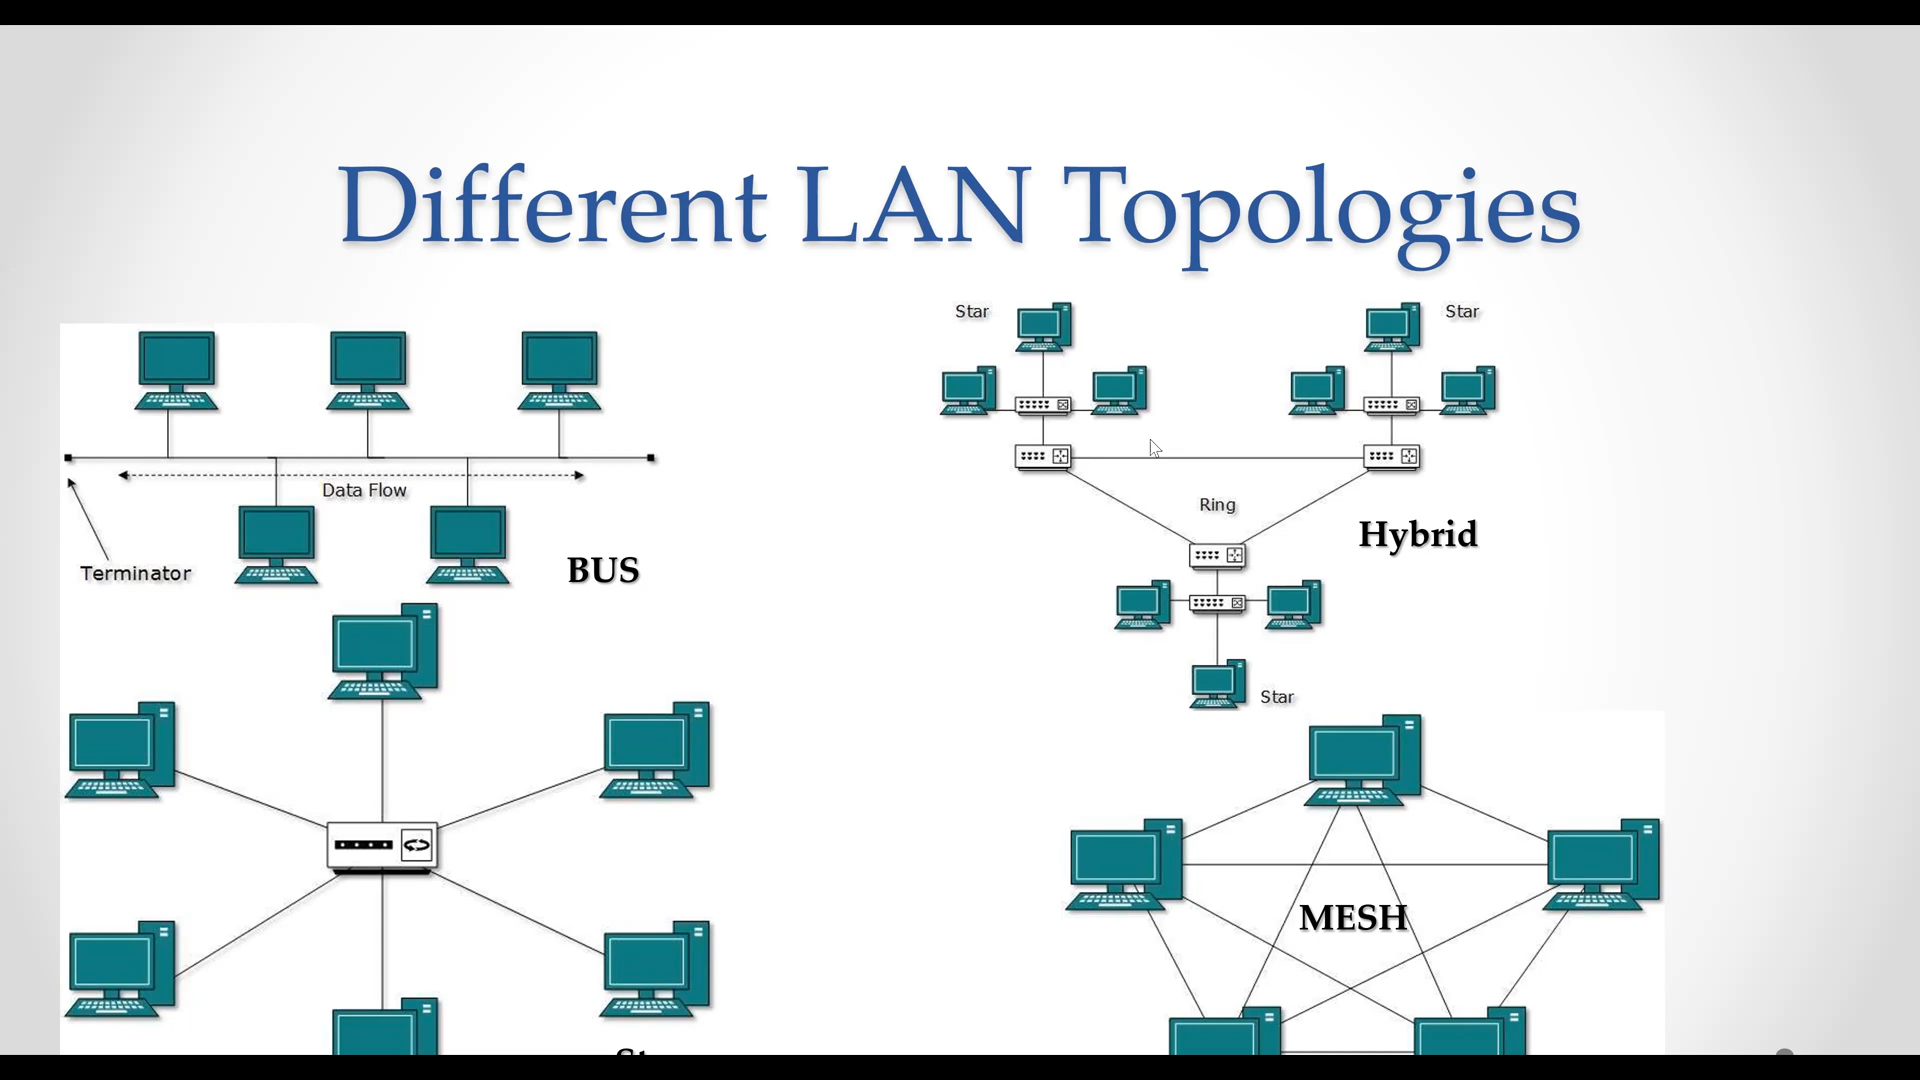 Different LAN Topologies
Data Flow
Terminator
BUS
Star
Star
Ring
Hybrid
Star
MESH